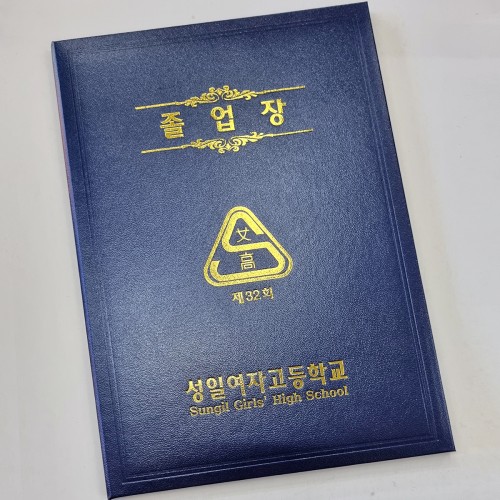 졸업장
女
高
제32회
성일여자고등학교
Sungil Girls' High School